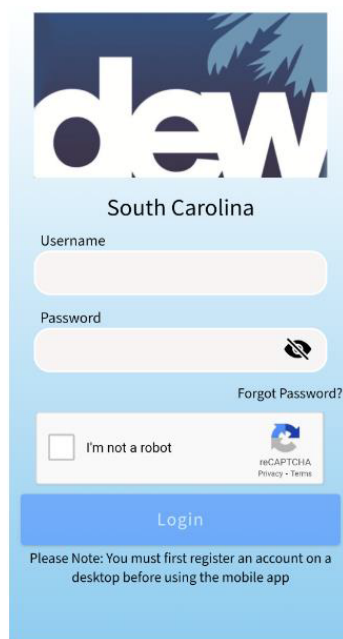 dew
South Carolina
Username
Password
Forgot Password?
I'm not a robot
reCAPTCHA
Privacy - Terms
Login
Please Note: You must first register an account on a
desktop before using the mobile app